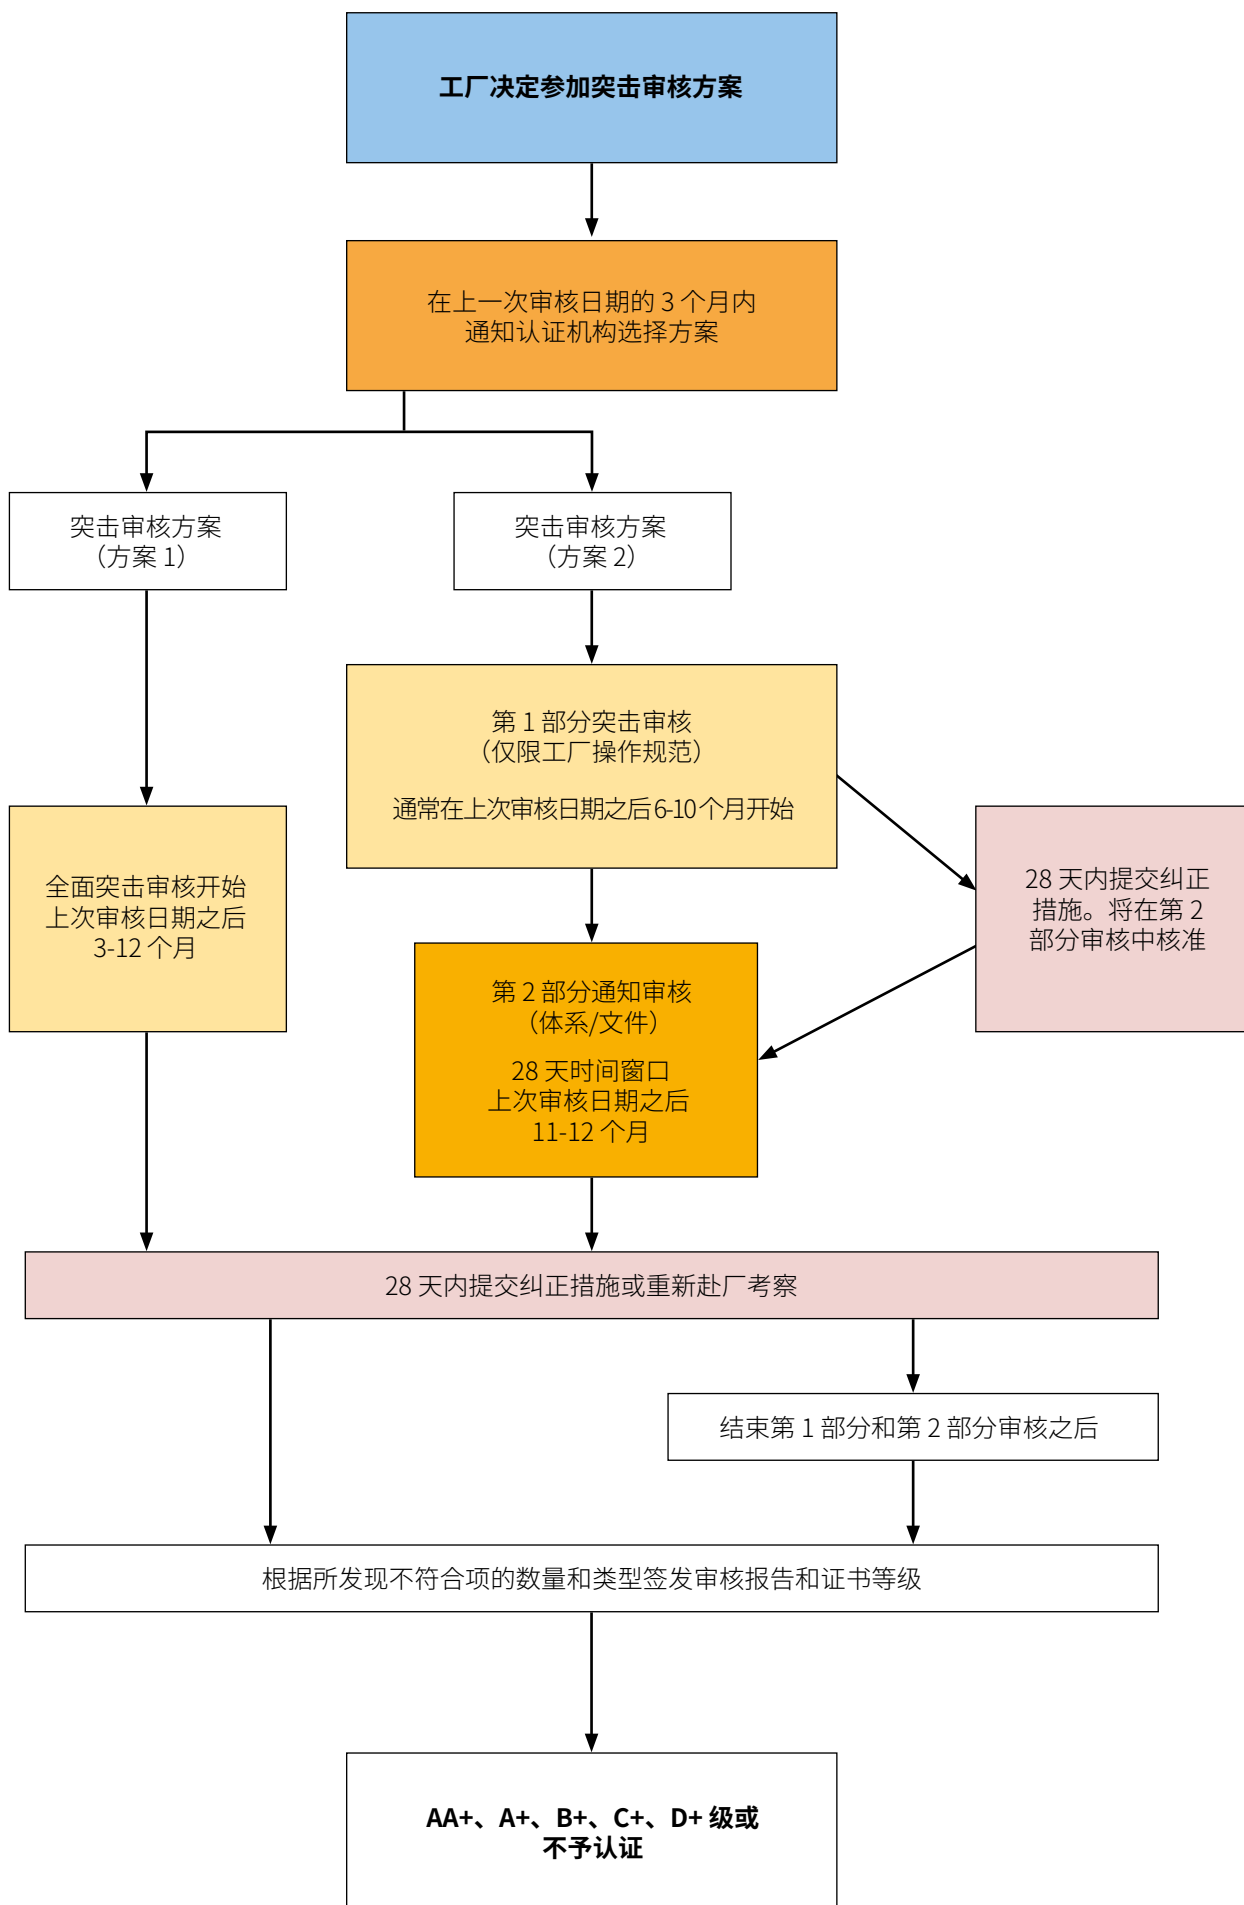 工厂决定参加突击审核方案
在上一次审核日期的 3 个月内
通知认证机构选择方案
突击审核方案
（方案 1）
突击审核方案
（方案 2）
第 1 部分突击审核
（仅限工厂操作规范）
通常在上次审核日期之后 6-10 个月开始
全面突击审核开始
上次审核日期之后
3-12 个月
28 天内提交纠正
措施。将在第 2
部分审核中核准
第 2 部分通知审核
（体系/文件）
28 天时间窗口
上次审核日期之后
11-12 个月
28 天内提交纠正措施或重新赴厂考察
结束第 1 部分和第 2 部分审核之后
根据所发现不符合项的数量和类型签发审核报告和证书等级
AA+、A+、B+、C+、D+ 级或
不予认证